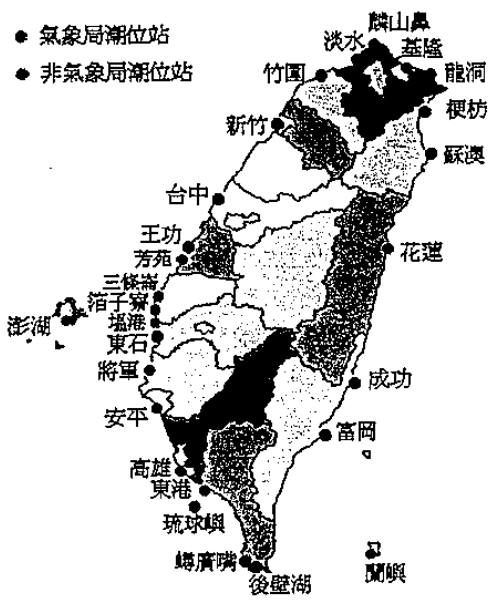 氣象局潮位站
非氣象局潮位站
麟山鼻
淡水
基隆
竹圍
龍洞
梗枋
新竹
蘇澳
台中
王功
芳苑
花蓮
三條崙
箔子寮
澎湖
塭港
東石
將軍
成功
安平
富岡
高雄
東港
琉球嶼
蟳廣嘴
後壁湖
蘭嶼